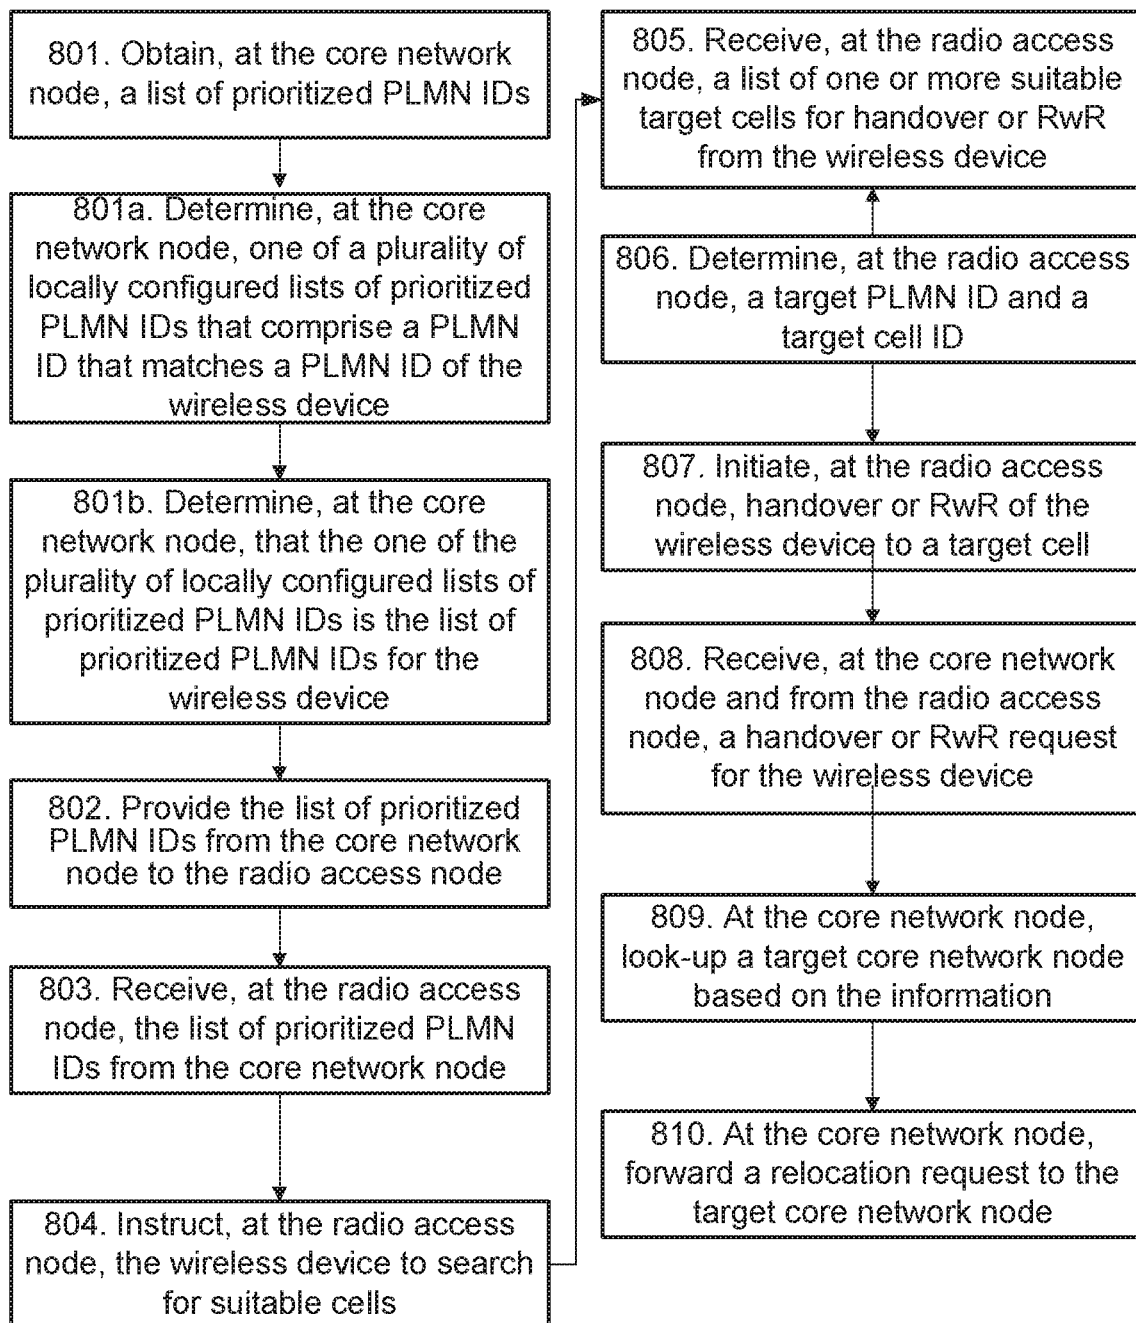 801. Obtain, at the core network
node, a list of prioritized PLMN IDs
801a. Determine, at the core
network node, one of a plurality of
locally configured lists of prioritized
PLMN IDs that comprise a PLMN
ID that matches a PLMN ID of the
wireless device
801b. Determine, at the core
network node, that the one of the
plurality of locally configured lists of
prioritized PLMN IDs is the list of
prioritized PLMN IDs for the
wireless device
802. Provide the list of prioritized
PLMN IDs from the core network
node to the radio access node
803. Receive, at the radio access
node, the list of prioritized PLMN
IDs from the core network node
804. Instruct, at the radio access
node, the wireless device to search
for suitable cells
805. Receive, at the radio access
node, a list of one or more suitable
target cells for handover or RwR
from the wireless device
806. Determine, at the radio access
node, a target PLMN ID and a
target cell ID
807. Initiate, at the radio access
node, handover or RwR of the
wireless device to a target cell
808. Receive, at the core network
node and from the radio access
node, a handover or RwR request
for the wireless device
809. At the core network node,
look-up a target core network node
based on the information
810. At the core network node,
forward a relocation request to the
target core network node